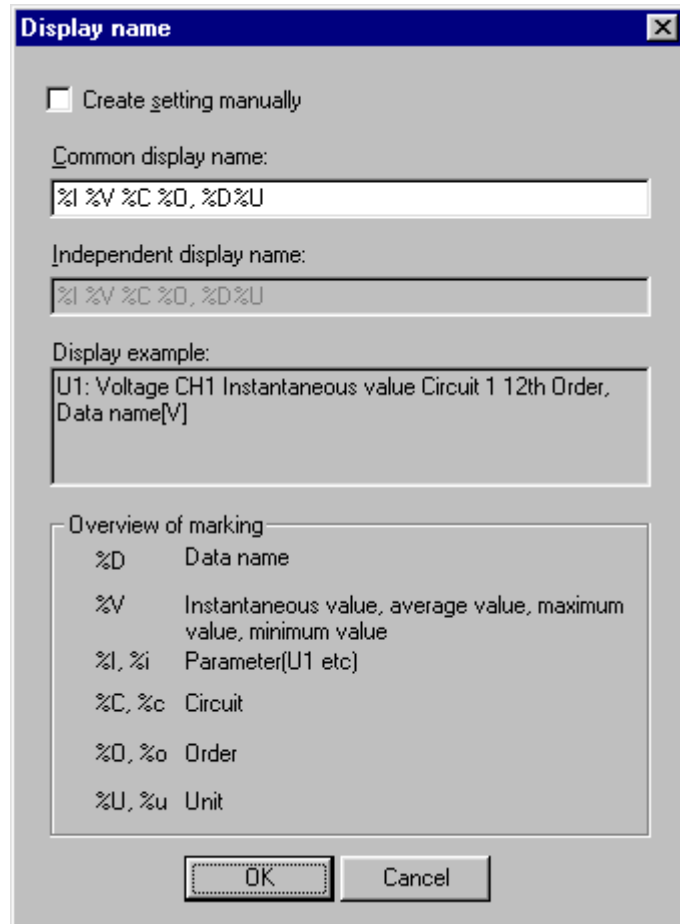 Display name
Create setting manually
Common display name:
%I %V %C %O, %D%U
Independent display name:
%I %V %C %O, %D%U
Display example:
U1: Voltage CH1 Instantaneous value Circuit 1 12th Order,
Data name[V]
Overview of marking
%D Data name
%V Instantaneous value, average value, maximum
value, minimum value
%I, %i Parameter(U1 etc)
%C, %c Circuit
%O, %o Order
%U, %u Unit
OK Cancel